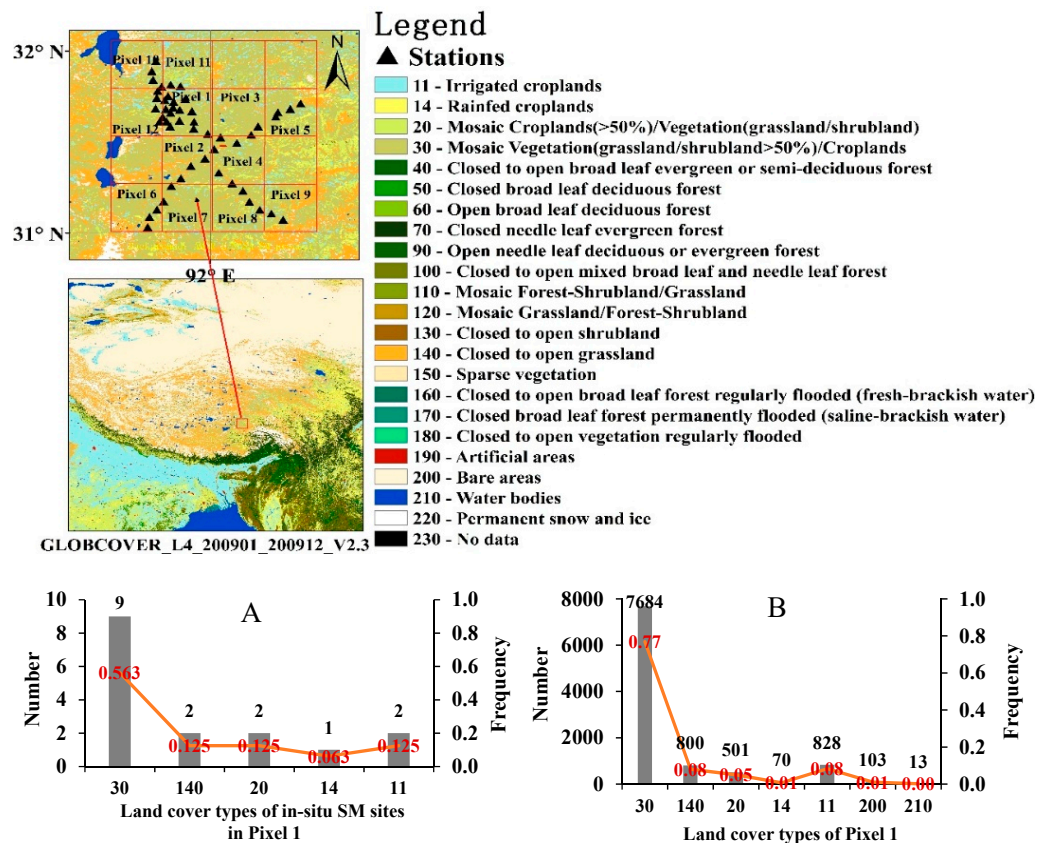 Legend
32° N
N
Stations
Pixel 10
Pixel 11
Pixel 1
Pixel 3
Pixel 12
Pixel 5
Pixel 2
Pixel 4
Pixel 6
Pixel 9
Pixel 7
Pixel 8
31° N
92° E
11 - Irrigated croplands
14 - Rainfed croplands
20 - Mosaic Croplands(>50%)/Vegetation(grassland/shrubland)
30 - Mosaic Vegetation(grassland/shrubland>50%)/Croplands
40 - Closed to open broad leaf evergreen or semi-deciduous forest
50 - Closed broad leaf deciduous forest
60 - Open broad leaf deciduous forest
70 - Closed needle leaf evergreen forest
90 - Open needle leaf deciduous or evergreen forest
100 - Closed to open mixed broad leaf and needle leaf forest
110 - Mosaic Forest-Shrubland/Grassland
120 - Mosaic Grassland/Forest-Shrubland
130 - Closed to open shrubland
140 - Closed to open grassland
150 - Sparse vegetation
160 - Closed to open broad leaf forest regularly flooded (fresh-brackish water)
170 - Closed broad leaf forest permanently flooded (saline-brackish water)
180 - Closed to open vegetation regularly flooded
190 - Artificial areas
200 - Bare areas
210 - Water bodies
220 - Permanent snow and ice
230 - No data
GLOBCOVER_L4_200901_200912_V2.3
A
Number
10
8
6
4
2
0
9
2
2
1
2
0.563
0.125
0.125
0.063
0.125
1.0
0.8
0.6
0.4
0.2
0.0
Frequency
30 140 20 14 11
Land cover types of in-situ SM sites
in Pixel 1
B
Number
8000
6000
4000
2000
0
7684
800
501
70
828
103
13
0.77
0.08
0.05
0.01
0.08
0.01
0.00
1.0
0.8
0.6
0.4
0.2
0.0
Frequency
30 140 20 14 11 200 210
Land cover types of Pixel 1